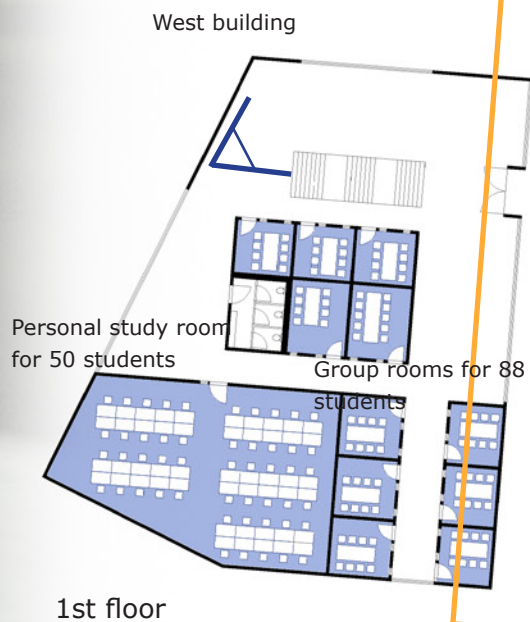 West building
Personal study room
for 50 students
Group rooms for 88
students
1st floor